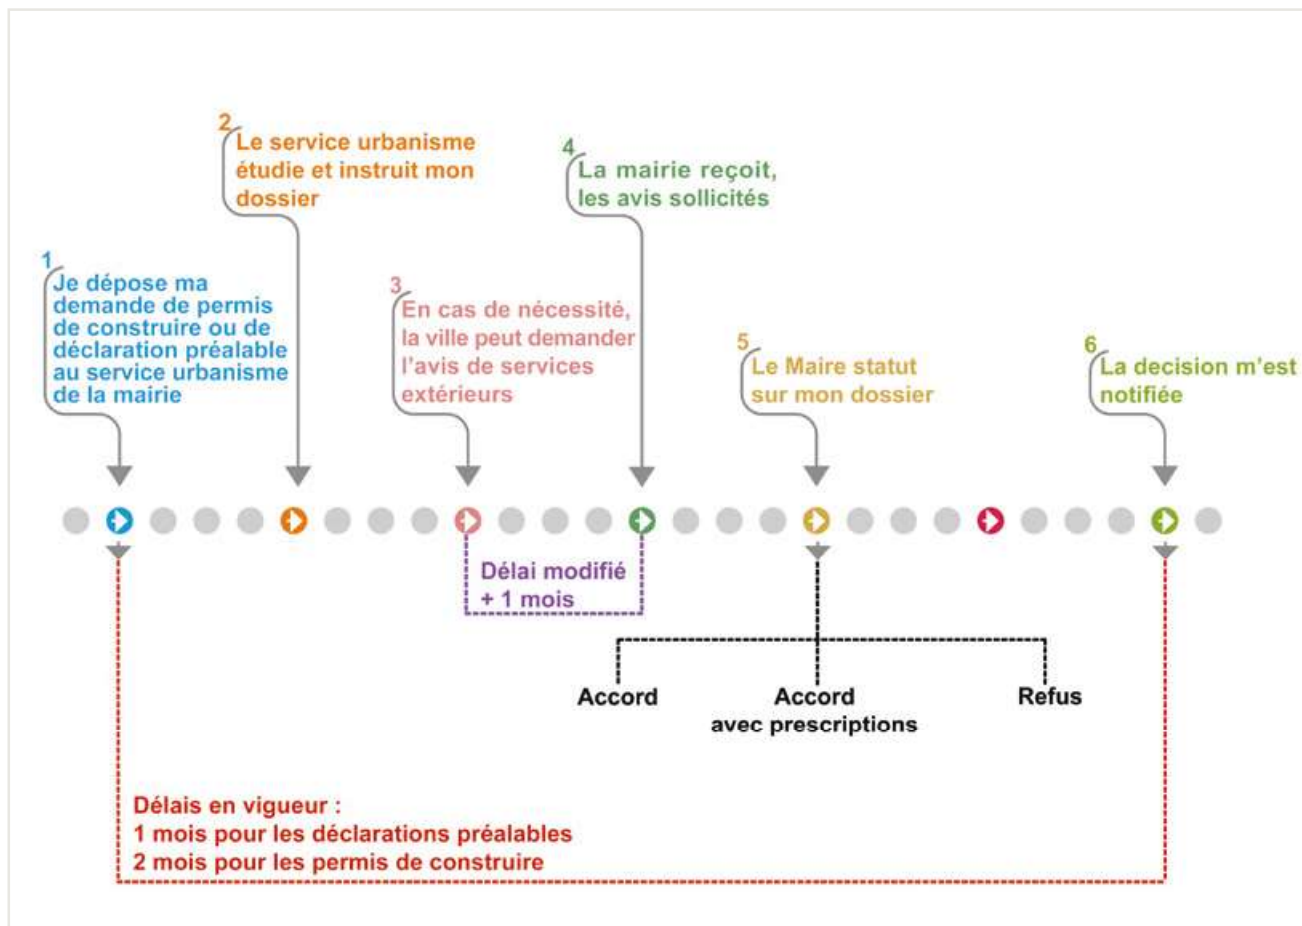 1
Je dépose ma
demande de permis
de construire ou de
déclaration préalable
au service urbanisme
de la mairie
2
Le service urbanisme
étudie et instruit mon
dossier
3
En cas de nécessité,
la ville peut demander
l'avis de services
extérieurs
4
La mairie reçoit,
les avis sollicités
5
Le Maire statut
sur mon dossier
6
La decision m'est
notifiée
Délai modifié
+ 1 mois
Accord
Accord
avec prescriptions
Refus
Délais en vigueur :
1 mois pour les déclarations préalables
2 mois pour les permis de construire